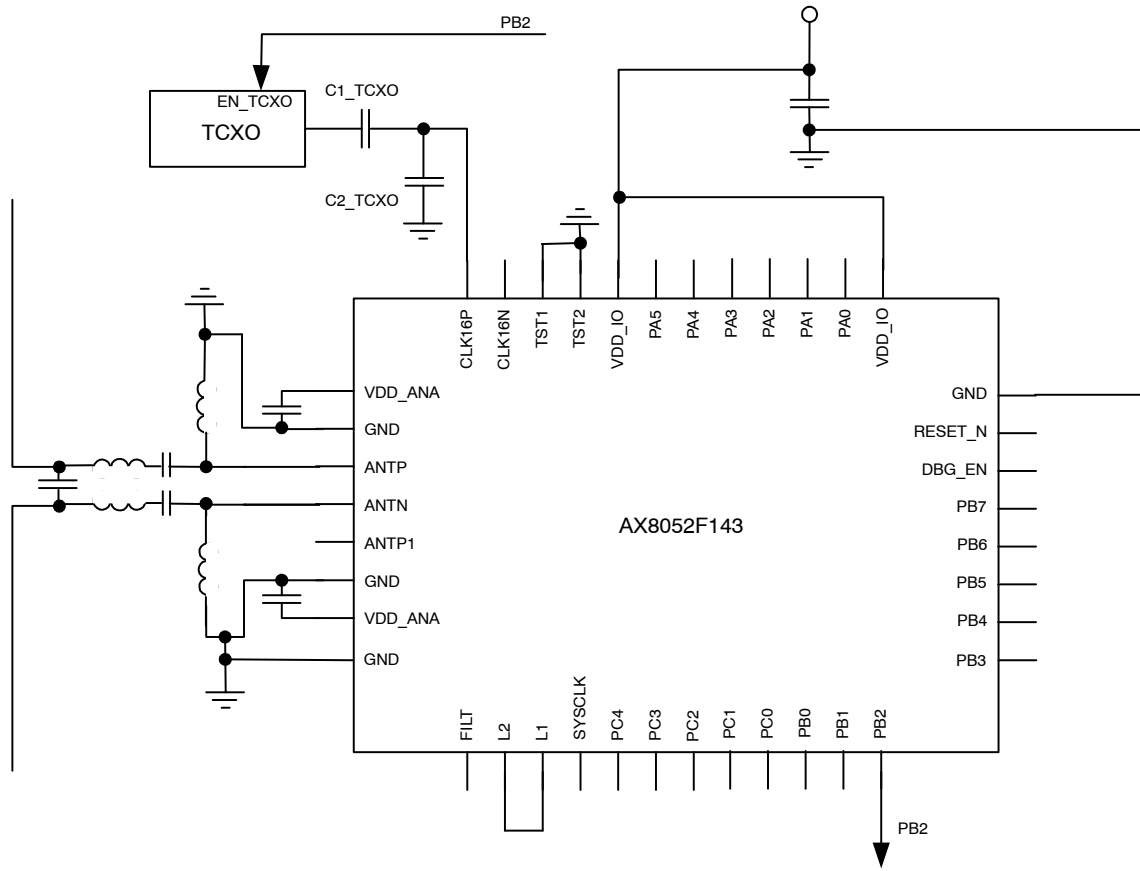 PB2
C1_TCXO
EN_TCXO
TCXO
C2_TCXO
CLK16P
CLK16N
TST1
TST2
VDD_IO
PA5
PA4
PA3
PA2
PA1
PA0
VDD_IO
VDD_ANA
GND
ANTP
ANTN
ANTP1
GND
VDD_ANA
GND
AX8052F143
GND
RESET_N
DBG_EN
PB7
PB6
PB5
PB4
PB3
FILT
L2
L1
SYSCLK
PC4
PC3
PC2
PC1
PC0
PB0
PB1
PB2
PB2